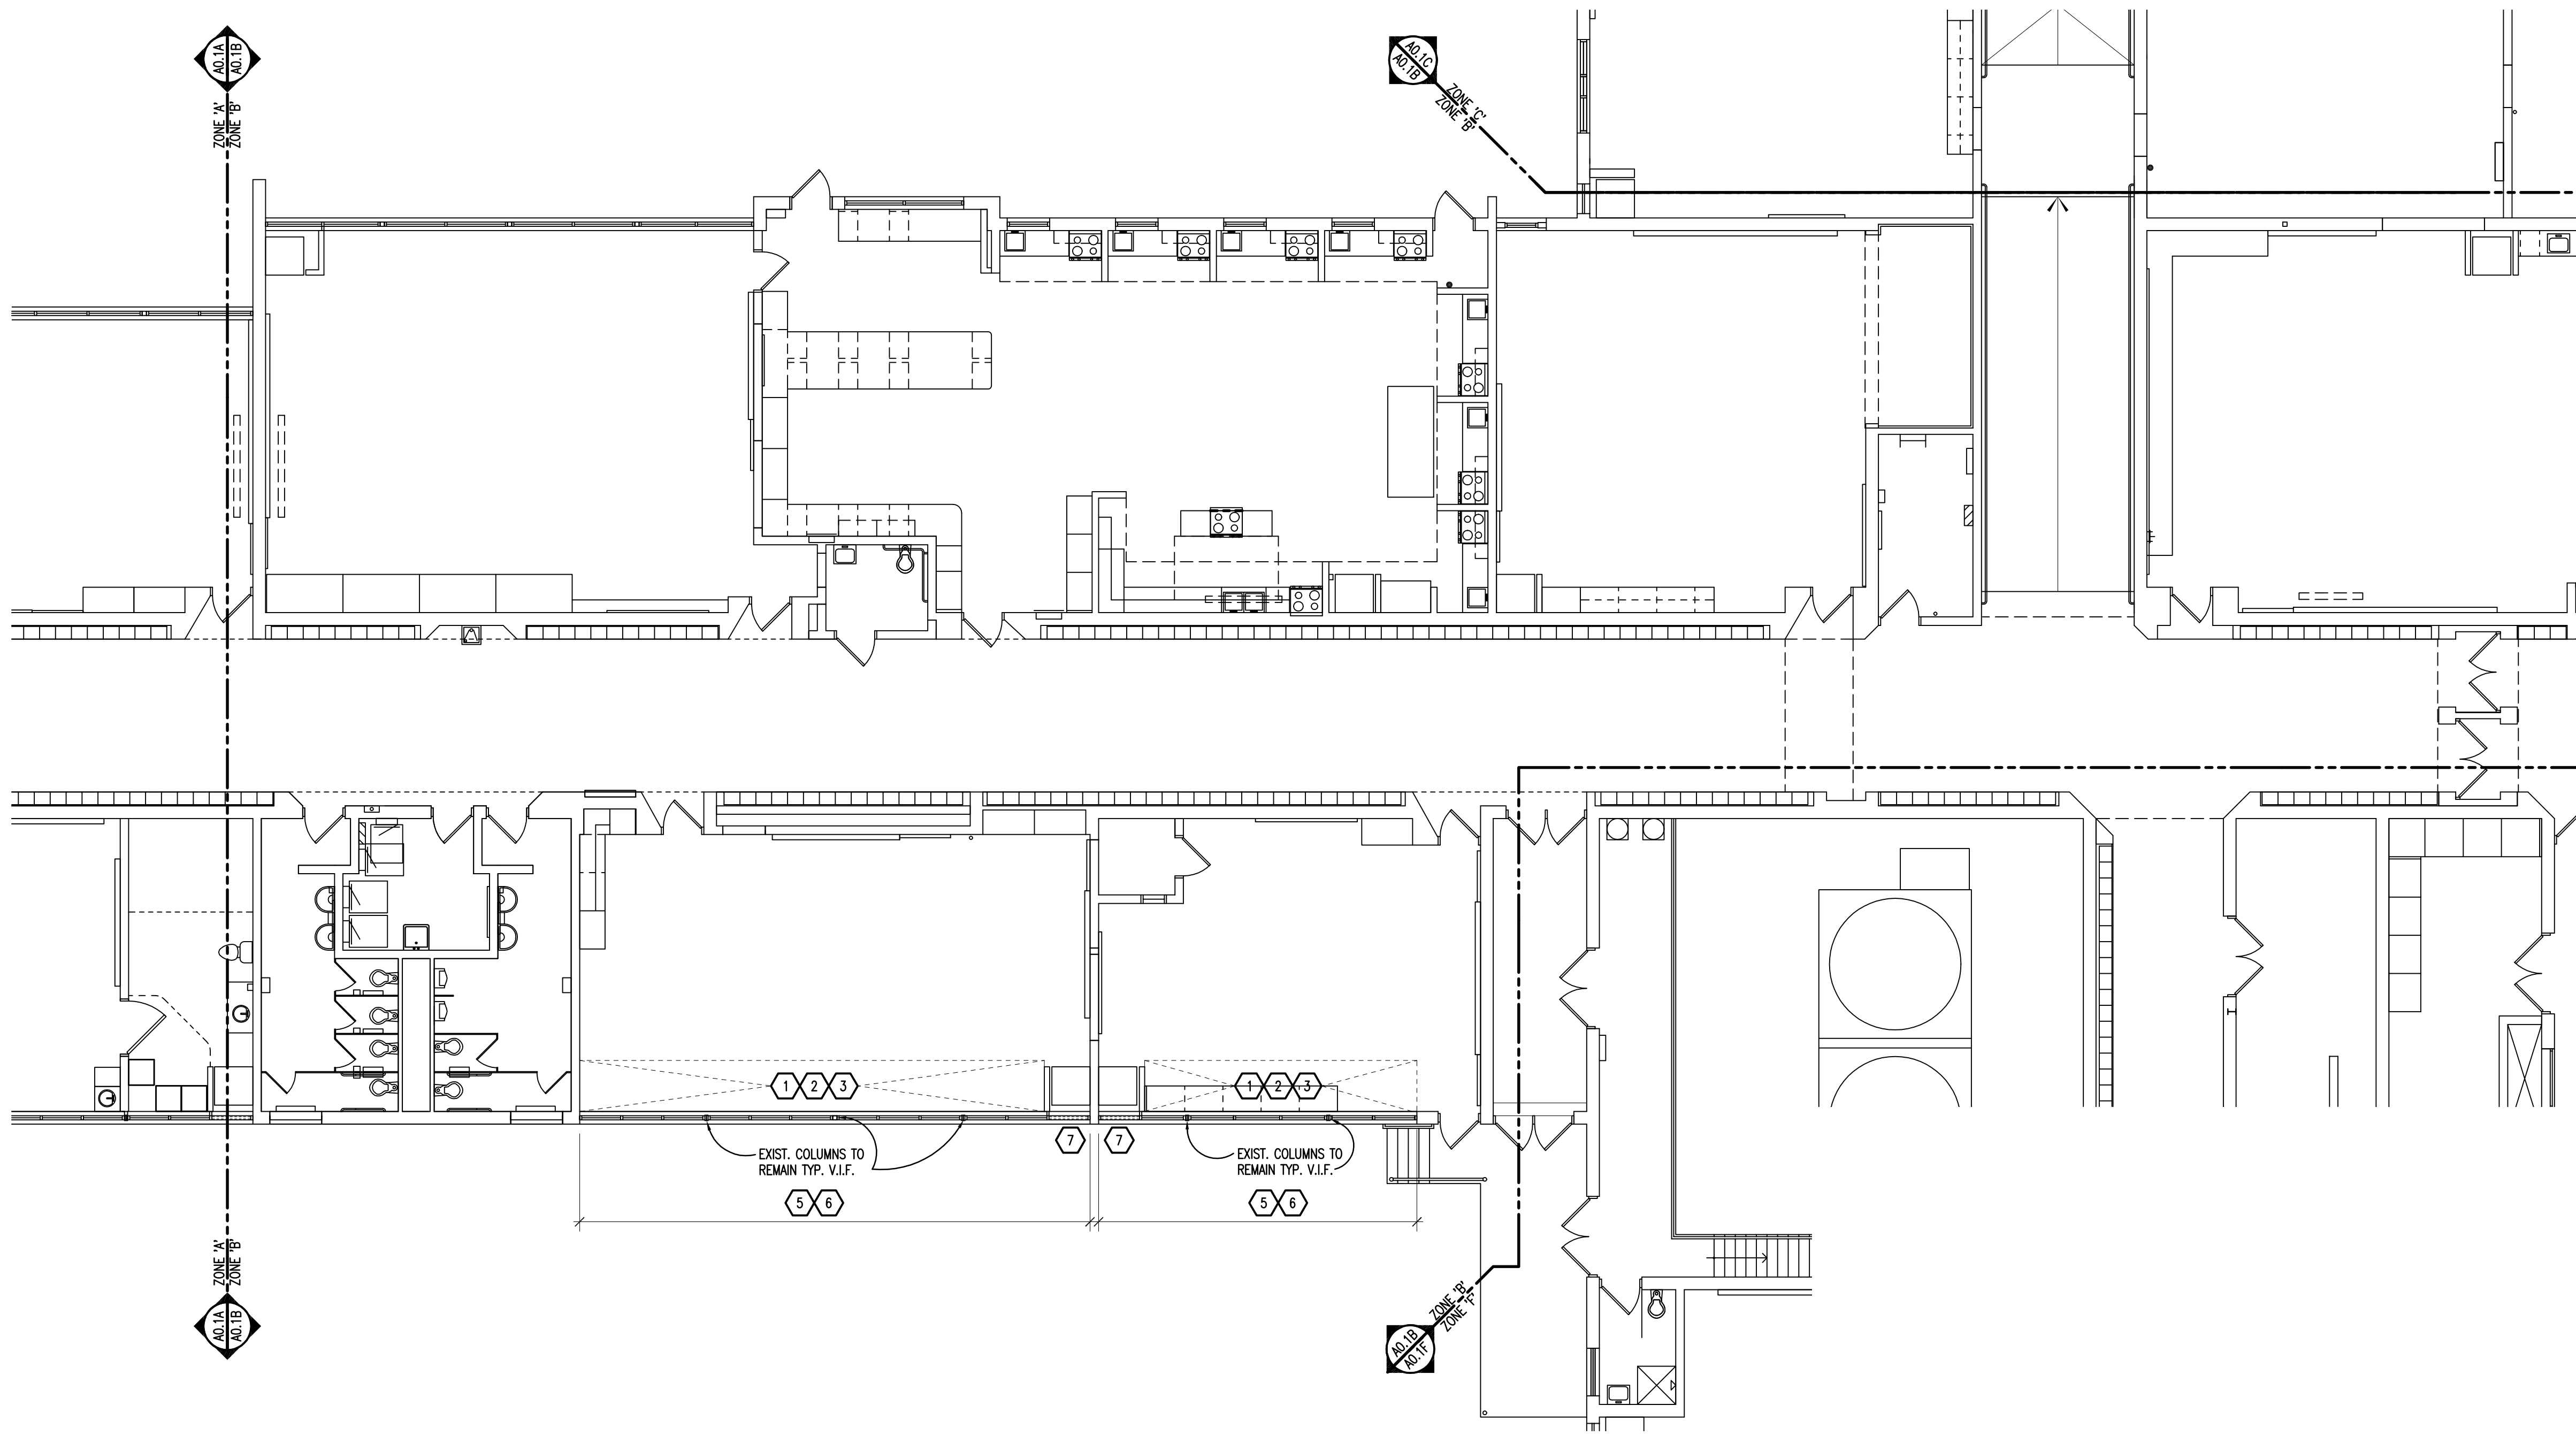 A0.1A
A0.1B
ZONE 'A'
ZONE 'B'
A0.1C
A0.1B
ZONE 'C'
ZONE 'B'
1 2 3
1 2 3
7
7
EXIST. COLUMNS TO
REMAIN TYP. V.I.F.
EXIST. COLUMNS TO
REMAIN TYP. V.I.F.
5 6
5 6
ZONE 'A'
ZONE 'B'
A0.1A
A0.1B
ZONE 'B'
ZONE 'F'
A0.1B
A0.1F